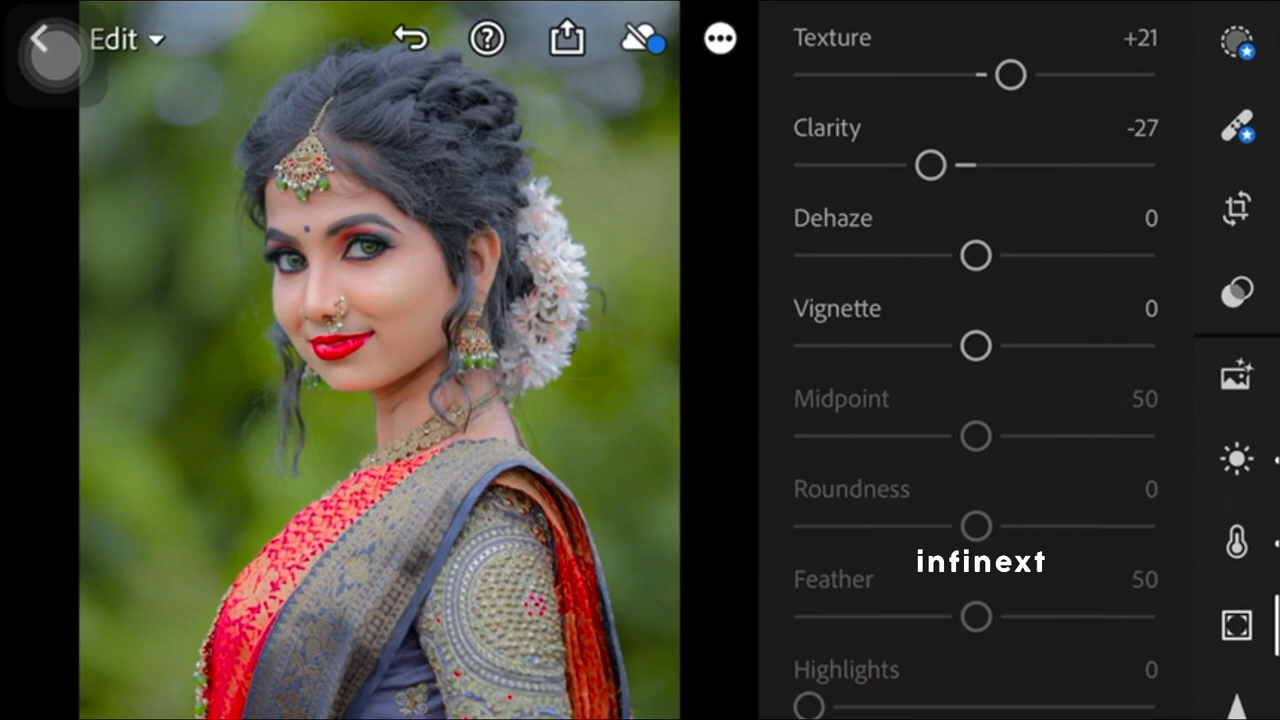 Edit
Texture +21
Clarity -27
Dehaze 0
Vignette 0
Midpoint 50
Roundness 0
infinext
Feather 50
Highlights 0